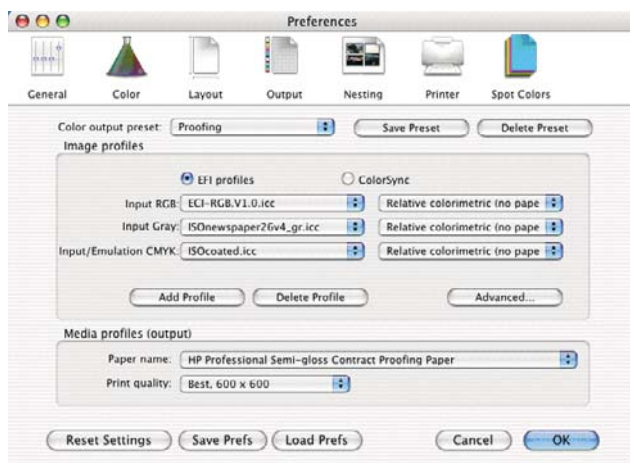 Preferences
General Color Layout Output Nesting Printer Spot Colors
Color output preset: Proofing Save Preset Delete Preset
Image profiles
EFI profiles ColorSync
Input RGB: ECI-RGB.V1.0.icc Relative colorimetric (no pape
Input Gray: ISOnewspaper26v4_gr.icc Relative colorimetric (no pape
Input/Emulation CMYK: ISOcoated.icc Relative colorimetric (no pape
Add Profile Delete Profile Advanced...
Media profiles (output)
Paper name: HP Professional Semi-gloss Contract Proofing Paper
Print quality: Best, 600 x 600
Reset Settings Save Prefs Load Prefs Cancel OK